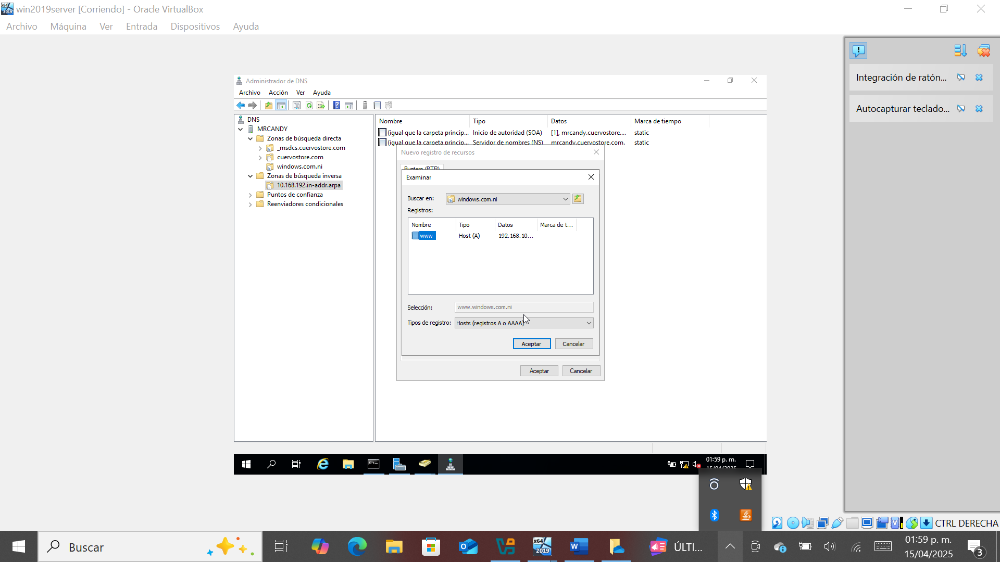 win2019server [Corriendo] - Oracle VirtualBox
Archivo Máquina Ver Entrada Dispositivos Ayuda
Integración de ratón...
Autocapturar teclado...
Administrador de DNS
Archivo Acción Ver Ayuda
DNS
MRCANDY
Zonas de búsqueda directa
_msdcs.cuervostore.com
cuervostore.com
windows.com.ni
Zonas de búsqueda inversa
10.168.192.in-addr.arpa
Puntos de confianza
Reenviadores condicionales
Nombre Tipo Datos Marca de tiempo
(igual que la carpeta princip... Inicio de autoridad (SOA) [1], mrcandy.cuervostore.... static
(igual que la carpeta princip... Servidor de nombres (NS) mrcandy.cuervostore.com. static
Nuevo registro de recursos
Puntero (PTR)
Examinar
Buscar en: windows.com.ni
Registros:
Nombre Tipo Datos Marca de t...
www Host (A) 192.168.10...
Selección: www.windows.com.ni
Tipos de registro: Hosts (registros A o AAAA)
Aceptar Cancelar
Aceptar Cancelar
01:59 p. m.
15/04/2025
CTRL DERECHA
Buscar
x64
2019
ÚLTI...
01:59 p. m.
15/04/2025
3